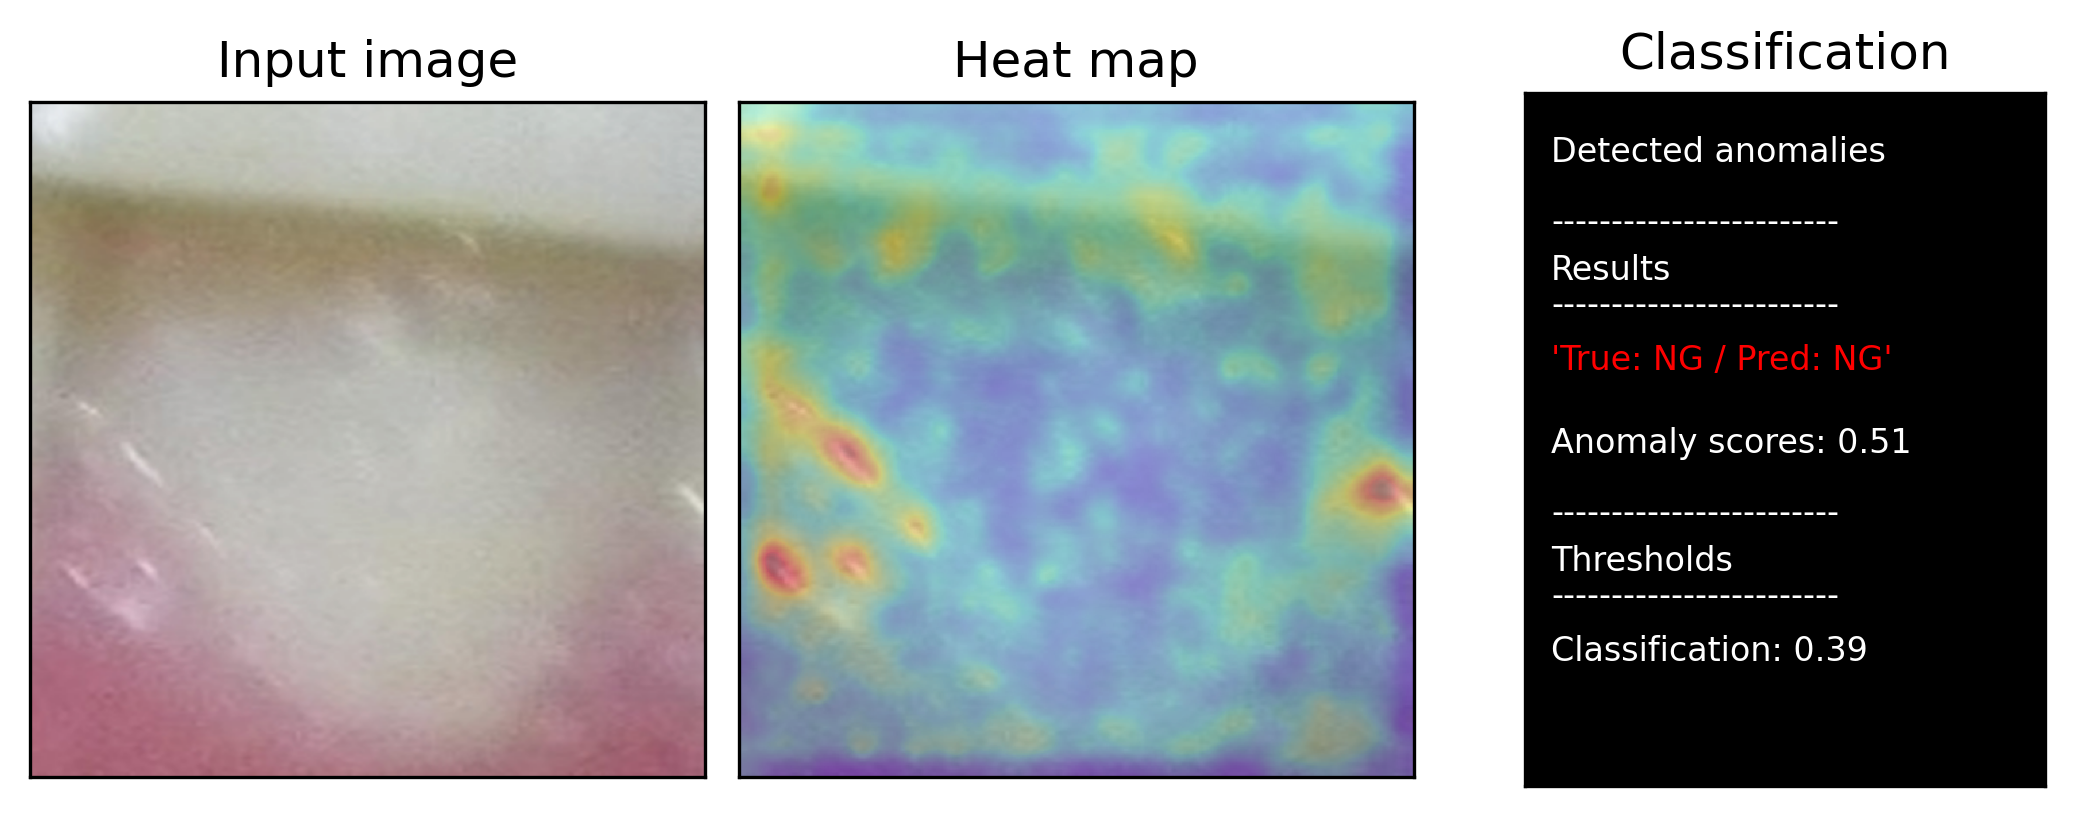 Input image
Heat map
Classification
Detected anomalies
------------------------
Results
------------------------
'True: NG / Pred: NG'
Anomaly scores: 0.51
------------------------
Thresholds
------------------------
Classification: 0.39